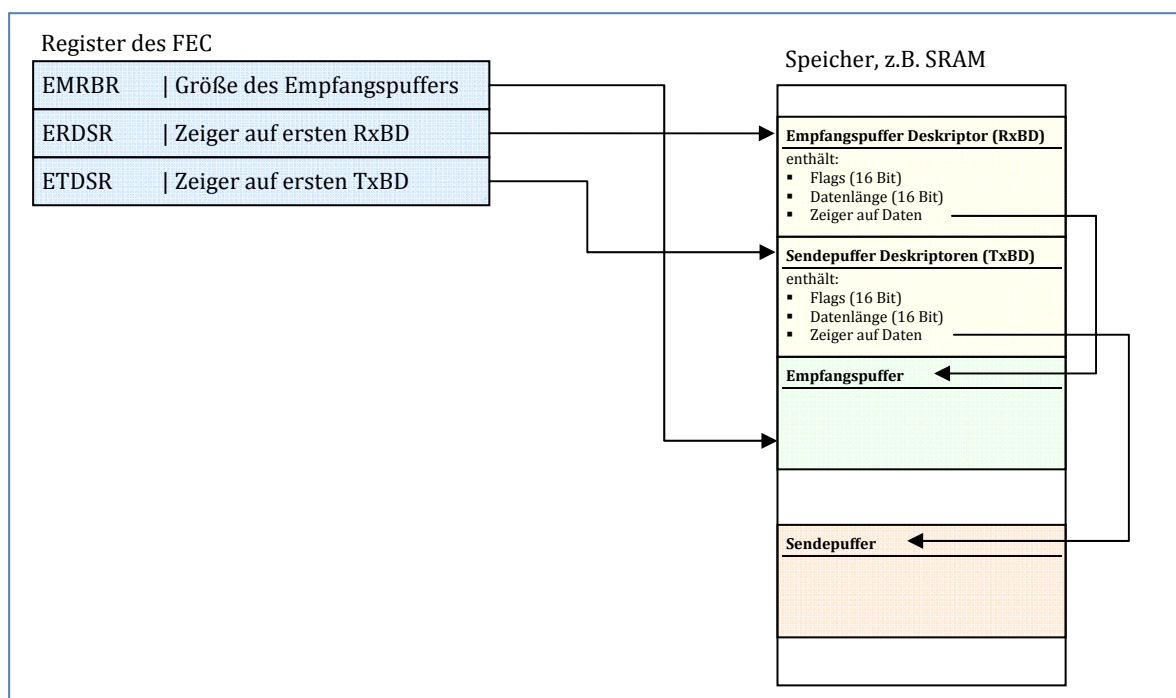 Register des FEC
EMRBR | Größe des Empfangspuffers
ERDSR | Zeiger auf ersten RxBD
ETDSR | Zeiger auf ersten TxBD
Speicher, z.B. SRAM
Empfangspuffer Deskriptor (RxBD)
enthält:
▪ Flags (16 Bit)
▪ Datenlänge (16 Bit)
▪ Zeiger auf Daten
Sendepuffer Deskriptoren (TxBD)
enthält:
▪ Flags (16 Bit)
▪ Datenlänge (16 Bit)
▪ Zeiger auf Daten
Empfangspuffer
Sendepuffer